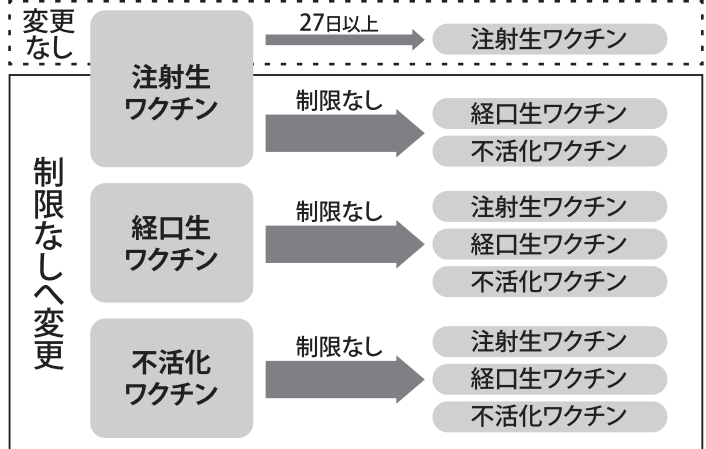 変更
なし
注射生
ワクチン
27日以上
注射生ワクチン
制限なしへ変更
制限なし
経口生ワクチン
不活化ワクチン
経口生
ワクチン
制限なし
注射生ワクチン
経口生ワクチン
不活化ワクチン
不活化
ワクチン
制限なし
注射生ワクチン
経口生ワクチン
不活化ワクチン